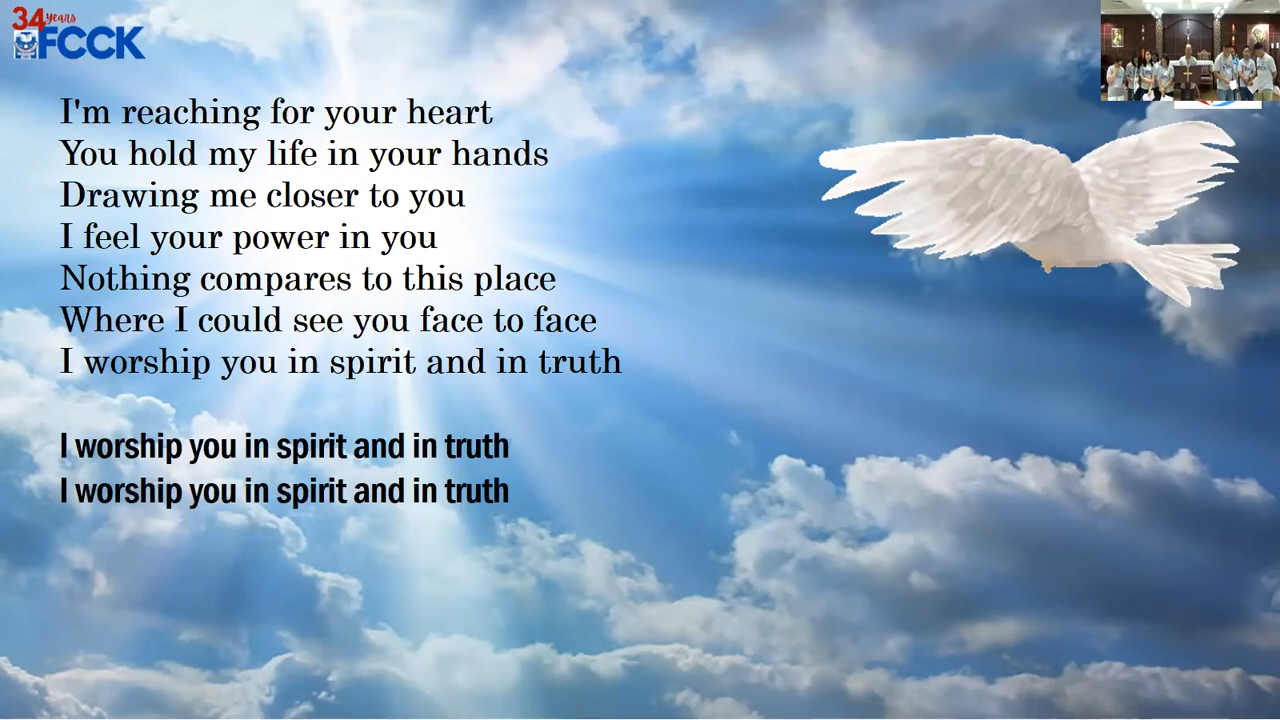 34 Years
FCCK
I'm reaching for your heart
You hold my life in your hands
Drawing me closer to you
I feel your power in you
Nothing compares to this place
Where I could see you face to face
I worship you in spirit and in truth
I worship you in spirit and in truth
I worship you in spirit and in truth